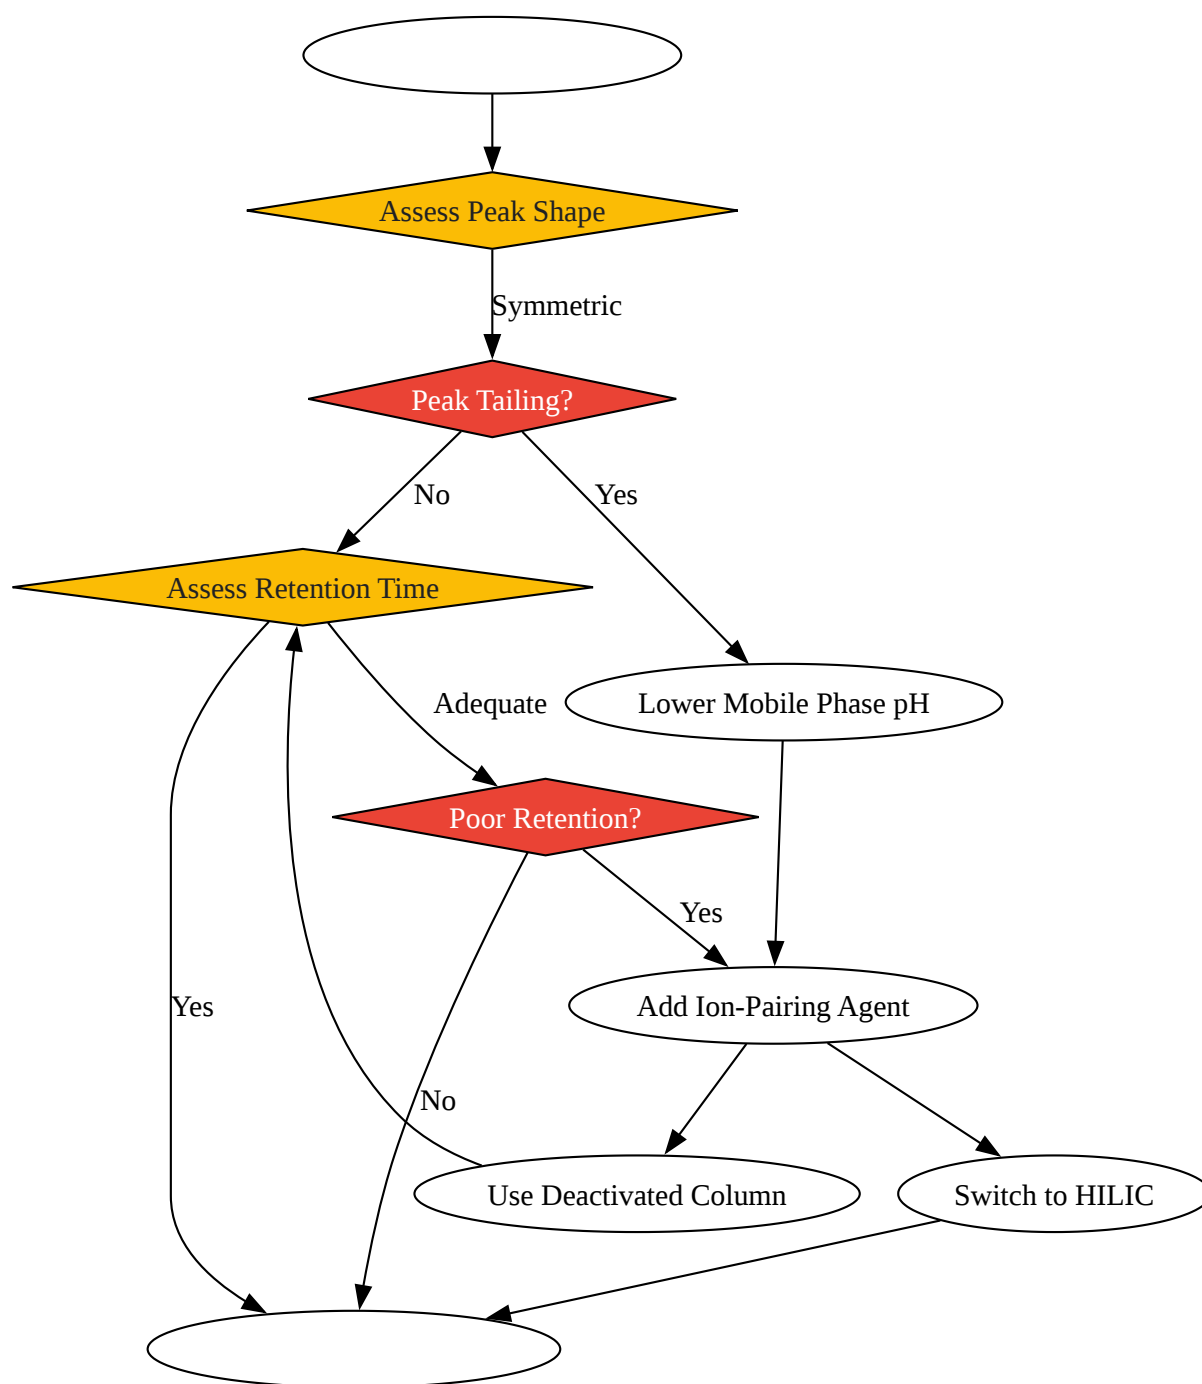 Assess Peak Shape
Symmetric
Peak Tailing?
No
Yes
Assess Retention Time
Adequate
Lower Mobile Phase pH
Poor Retention?
Yes
Yes
Add Ion-Pairing Agent
No
Use Deactivated Column
Switch to HILIC